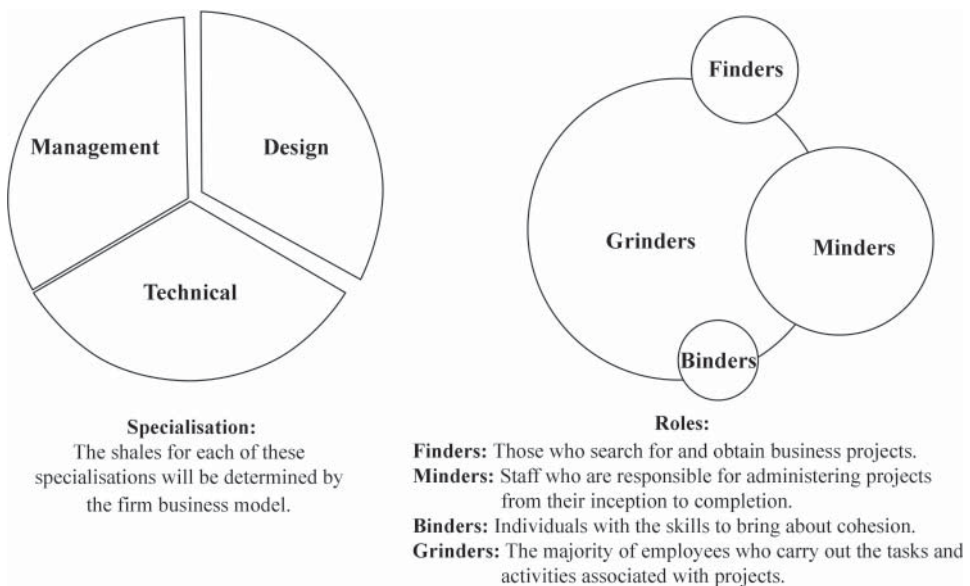 Management
Design
Technical
Finders
Grinders
Minders
Binders
Specialisation:
The shales for each of these
specialisations will be determined by
the firm business model.
Roles:
Finders: Those who search for and obtain business projects.
Minders: Staff who are responsible for administering projects
from their inception to completion.
Binders: Individuals with the skills to bring about cohesion.
Grinders: The majority of employees who carry out the tasks and
activities associated with projects.